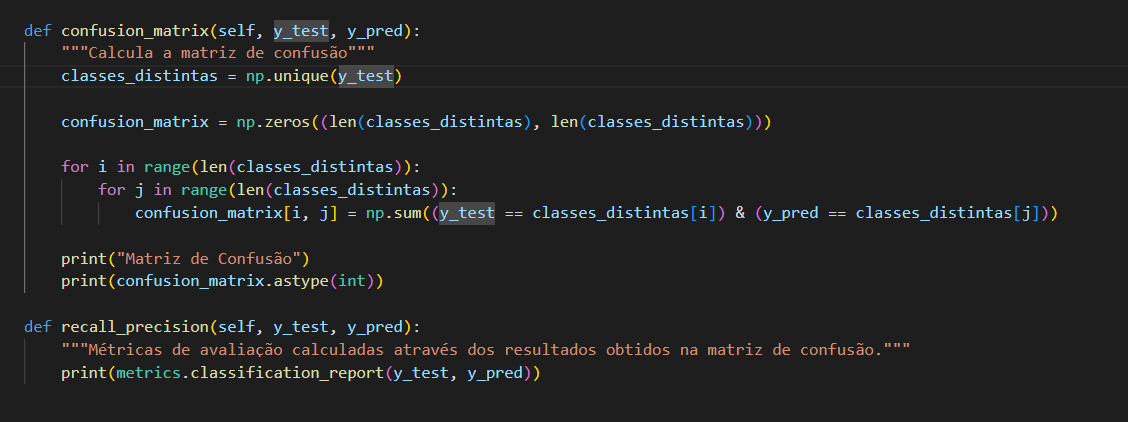 def confusion_matrix(self, y_test, y_pred):
    """Calcula a matriz de confusão"""
    classes_distintas = np.unique(y_test)
    confusion_matrix = np.zeros((len(classes_distintas), len(classes_distintas)))
    for i in range(len(classes_distintas)):
        for j in range(len(classes_distintas)):
            confusion_matrix[i, j] = np.sum((y_test == classes_distintas[i]) & (y_pred == classes_distintas[j]))
    print("Matriz de Confusão")
    print(confusion_matrix.astype(int))
def recall_precision(self, y_test, y_pred):
    """Métricas de avaliação calculadas através dos resultados obtidos na matriz de confusão."""
    print(metrics.classification_report(y_test, y_pred))